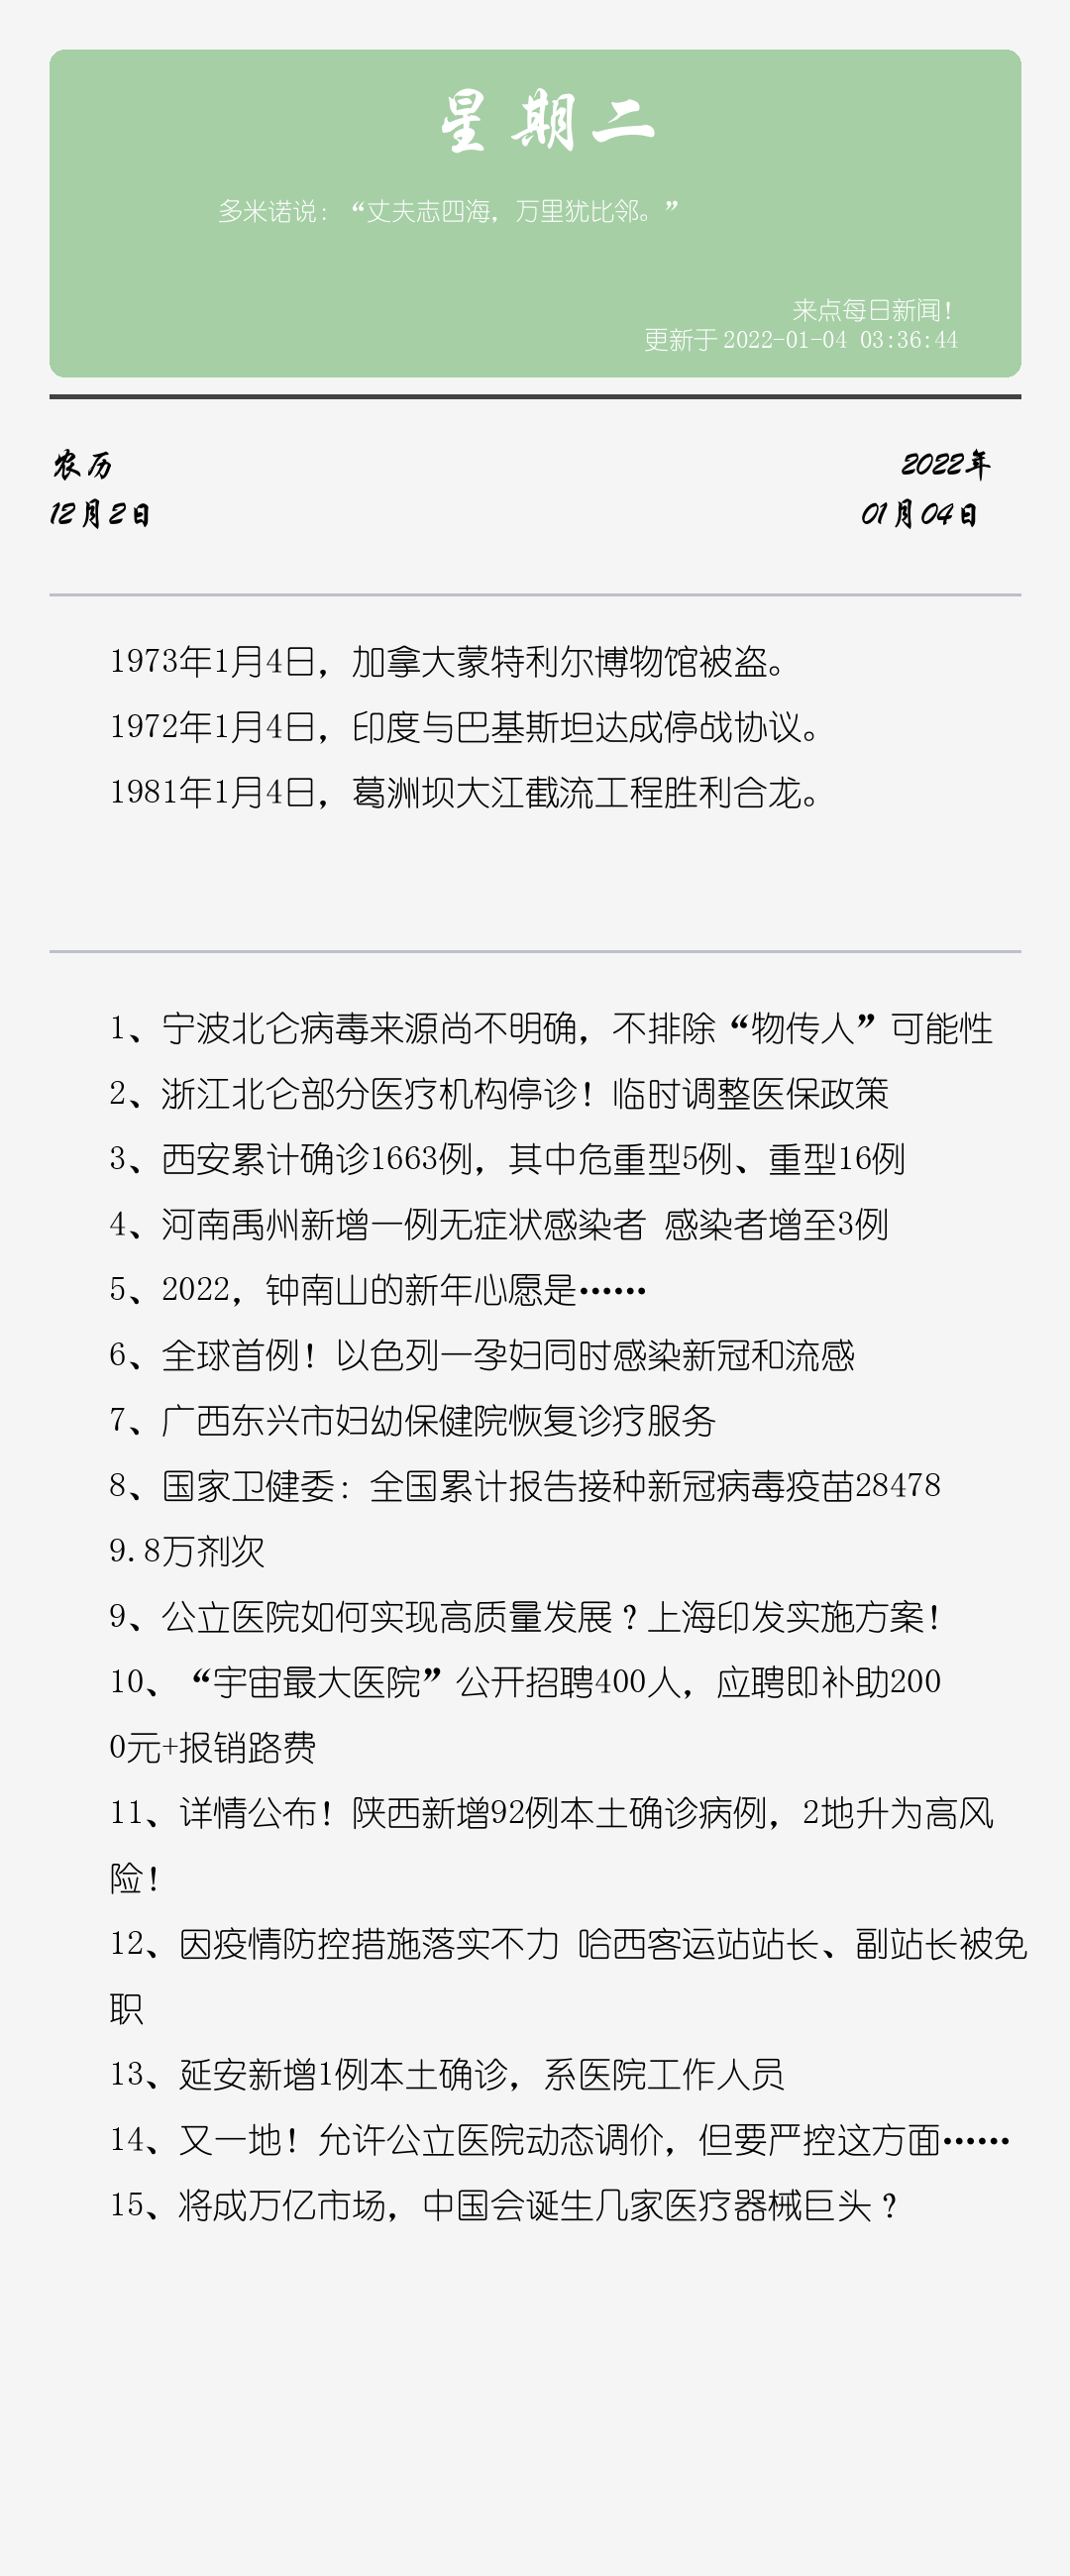 星期二
多米诺说：“丈夫志四海，万里犹比邻。”
来点每日新闻！
更新于 2022-01-04 03:36:44
农历
12月2日
2022年
01月04日
1973年1月4日，加拿大蒙特利尔博物馆被盗。
1972年1月4日，印度与巴基斯坦达成停战协议。
1981年1月4日，葛洲坝大江截流工程胜利合龙。
1、宁波北仑病毒来源尚不明确，不排除“物传人”可能性
2、浙江北仑部分医疗机构停诊！临时调整医保政策
3、西安累计确诊1663例，其中危重型5例、重型16例
4、河南禹州新增一例无症状感染者 感染者增至3例
5、2022，钟南山的新年心愿是……
6、全球首例！以色列一孕妇同时感染新冠和流感
7、广西东兴市妇幼保健院恢复诊疗服务
8、国家卫健委：全国累计报告接种新冠病毒疫苗28478
9.8万剂次
9、公立医院如何实现高质量发展？上海印发实施方案！
10、“宇宙最大医院”公开招聘400人，应聘即补助200
0元+报销路费
11、详情公布！陕西新增92例本土确诊病例，2地升为高风
险！
12、因疫情防控措施落实不力 哈西客运站站长、副站长被免
职
13、延安新增1例本土确诊，系医院工作人员
14、又一地！允许公立医院动态调价，但要严控这方面……
15、将成万亿市场，中国会诞生几家医疗器械巨头？